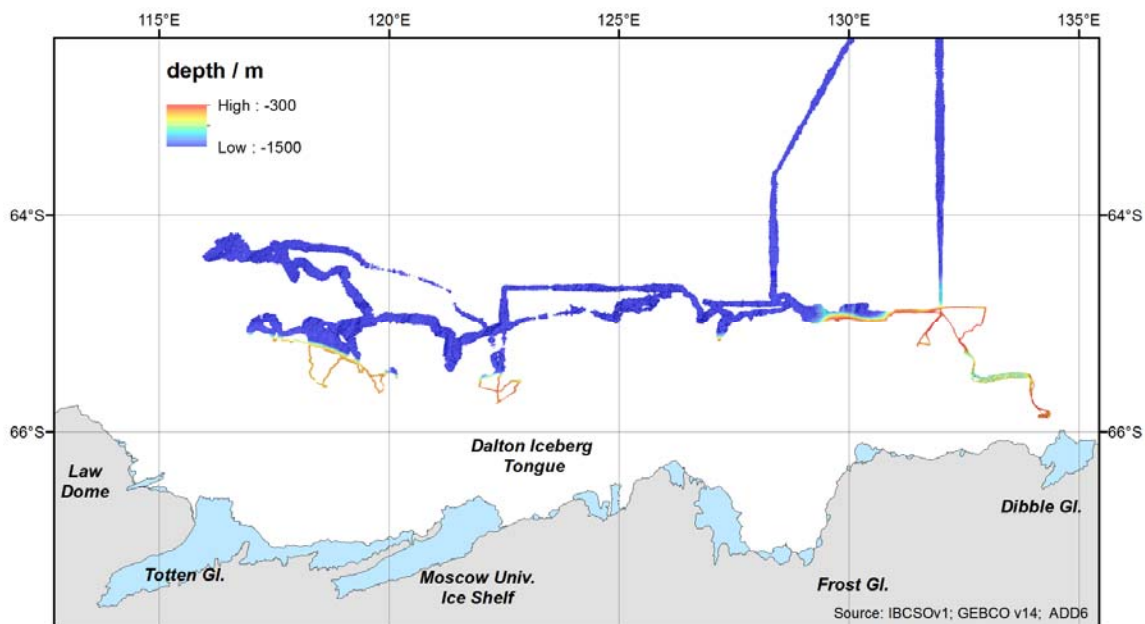 115°E 120°E 125°E 130°E 135°E
depth / m
High : -300
Low : -1500
64°S 64°S
66°S 66°S
Dalton Iceberg
Tongue
Law
Dome
Dibble Gl.
Totten Gl.
Moscow Univ.
Ice Shelf
Frost Gl.
Source: IBCSOv1; GEBCO v14; ADD6